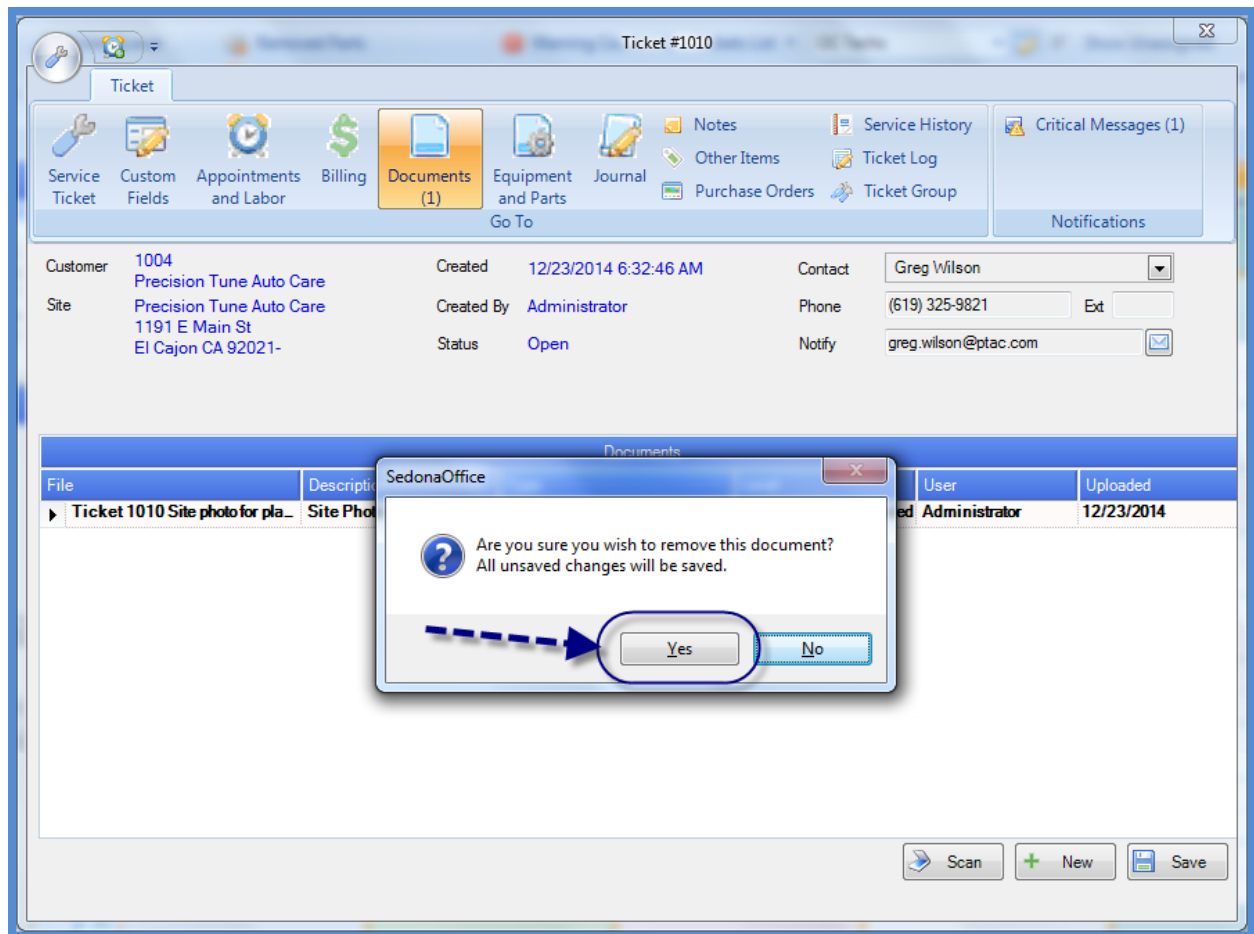 Ticket #1010
Ticket
Service Ticket
Custom Fields
Appointments and Labor
Billing
Documents (1)
Equipment and Parts
Journal
Notes
Other Items
Purchase Orders
Service History
Ticket Log
Ticket Group
Critical Messages (1)
Go To
Notifications
Customer 1004
Precision Tune Auto Care
Site Precision Tune Auto Care
1191 E Main St
El Cajon CA 92021-
Created 12/23/2014 6:32:46 AM
Created By Administrator
Status Open
Contact Greg Wilson
Phone (619) 325-9821 Ext
Notify greg.wilson@ptac.com
Documents
File Descriptio User Uploaded
Ticket 1010 Site photo for pla... Site Phot ed Administrator 12/23/2014
SedonaOffice
Are you sure you wish to remove this document?
All unsaved changes will be saved.
Yes No
Scan New Save